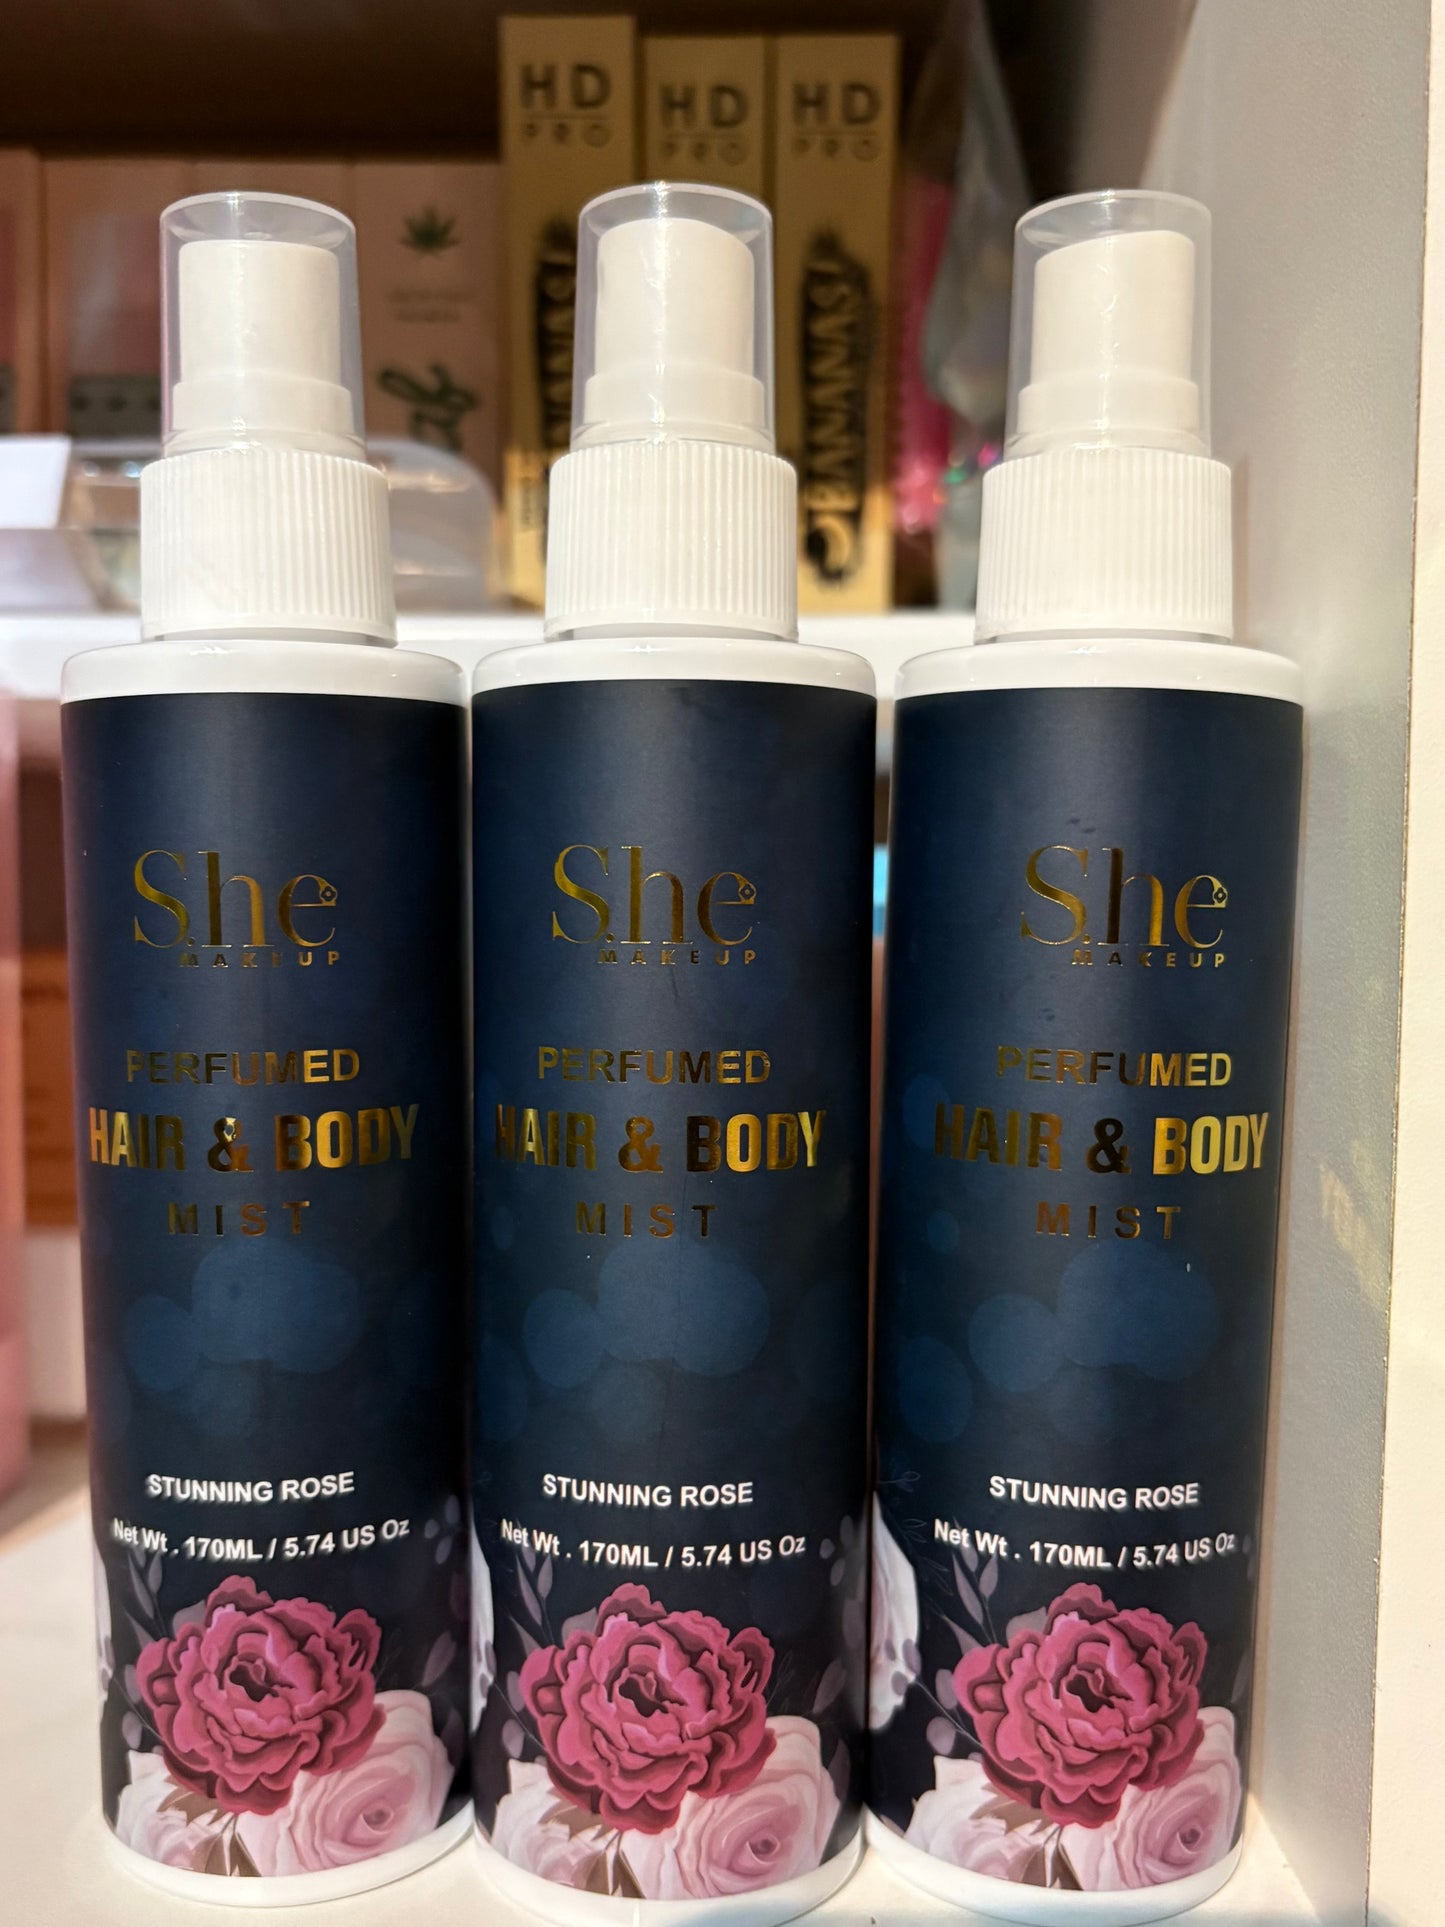 HD
PRO
HD
PRO
HD
PRO
BANANAS!
S.he
MAKEUP
PERFUMED
HAIR & BODY
MIST
STUNNING ROSE
Net Wt . 170ML / 5.74 US Oz
S.he
MAKEUP
PERFUMED
HAIR & BODY
MIST
STUNNING ROSE
Net Wt . 170ML / 5.74 US Oz
S.he
MAKEUP
PERFUMED
HAIR & BODY
MIST
STUNNING ROSE
Net Wt . 170ML / 5.74 US Oz